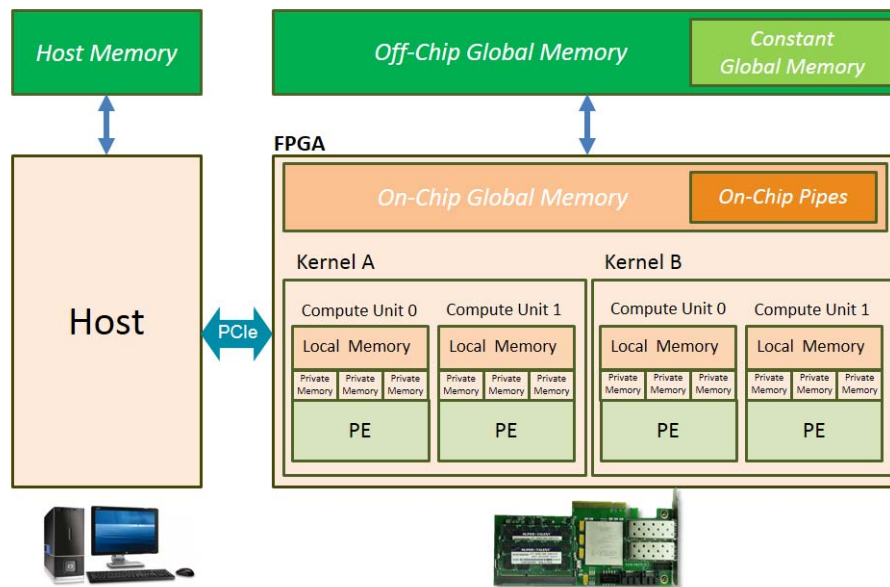 Host Memory
Off-Chip Global Memory
Constant
Global Memory
FPGA
On-Chip Global Memory
On-Chip Pipes
Host
PCIe
Kernel A
Kernel B
Compute Unit 0
Compute Unit 1
Compute Unit 0
Compute Unit 1
Local Memory
Local Memory
Local Memory
Local Memory
Private
Memory
Private
Memory
Private
Memory
Private
Memory
Private
Memory
Private
Memory
Private
Memory
Private
Memory
Private
Memory
Private
Memory
Private
Memory
Private
Memory
PE
PE
PE
PE